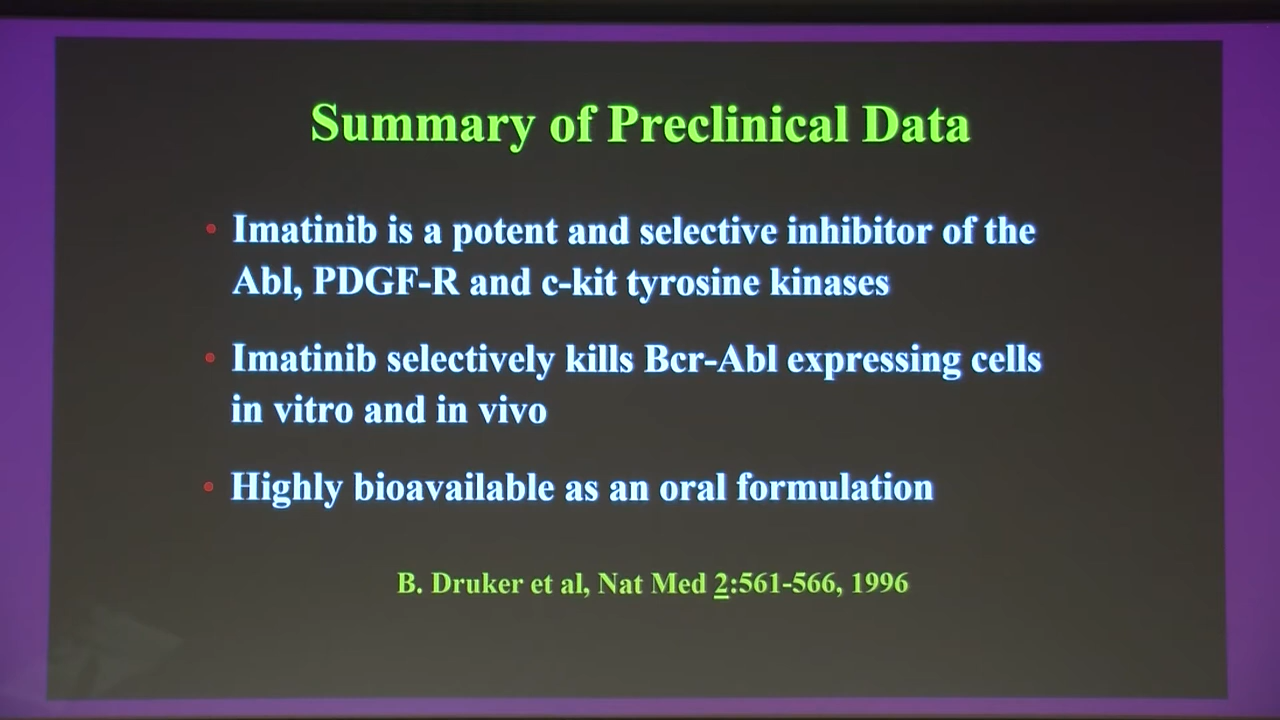 Summary of Preclinical Data
• Imatinib is a potent and selective inhibitor of the
Abl, PDGF-R and c-kit tyrosine kinases
• Imatinib selectively kills Bcr-Abl expressing cells
in vitro and in vivo
• Highly bioavailable as an oral formulation
B. Druker et al, Nat Med 2:561-566, 1996